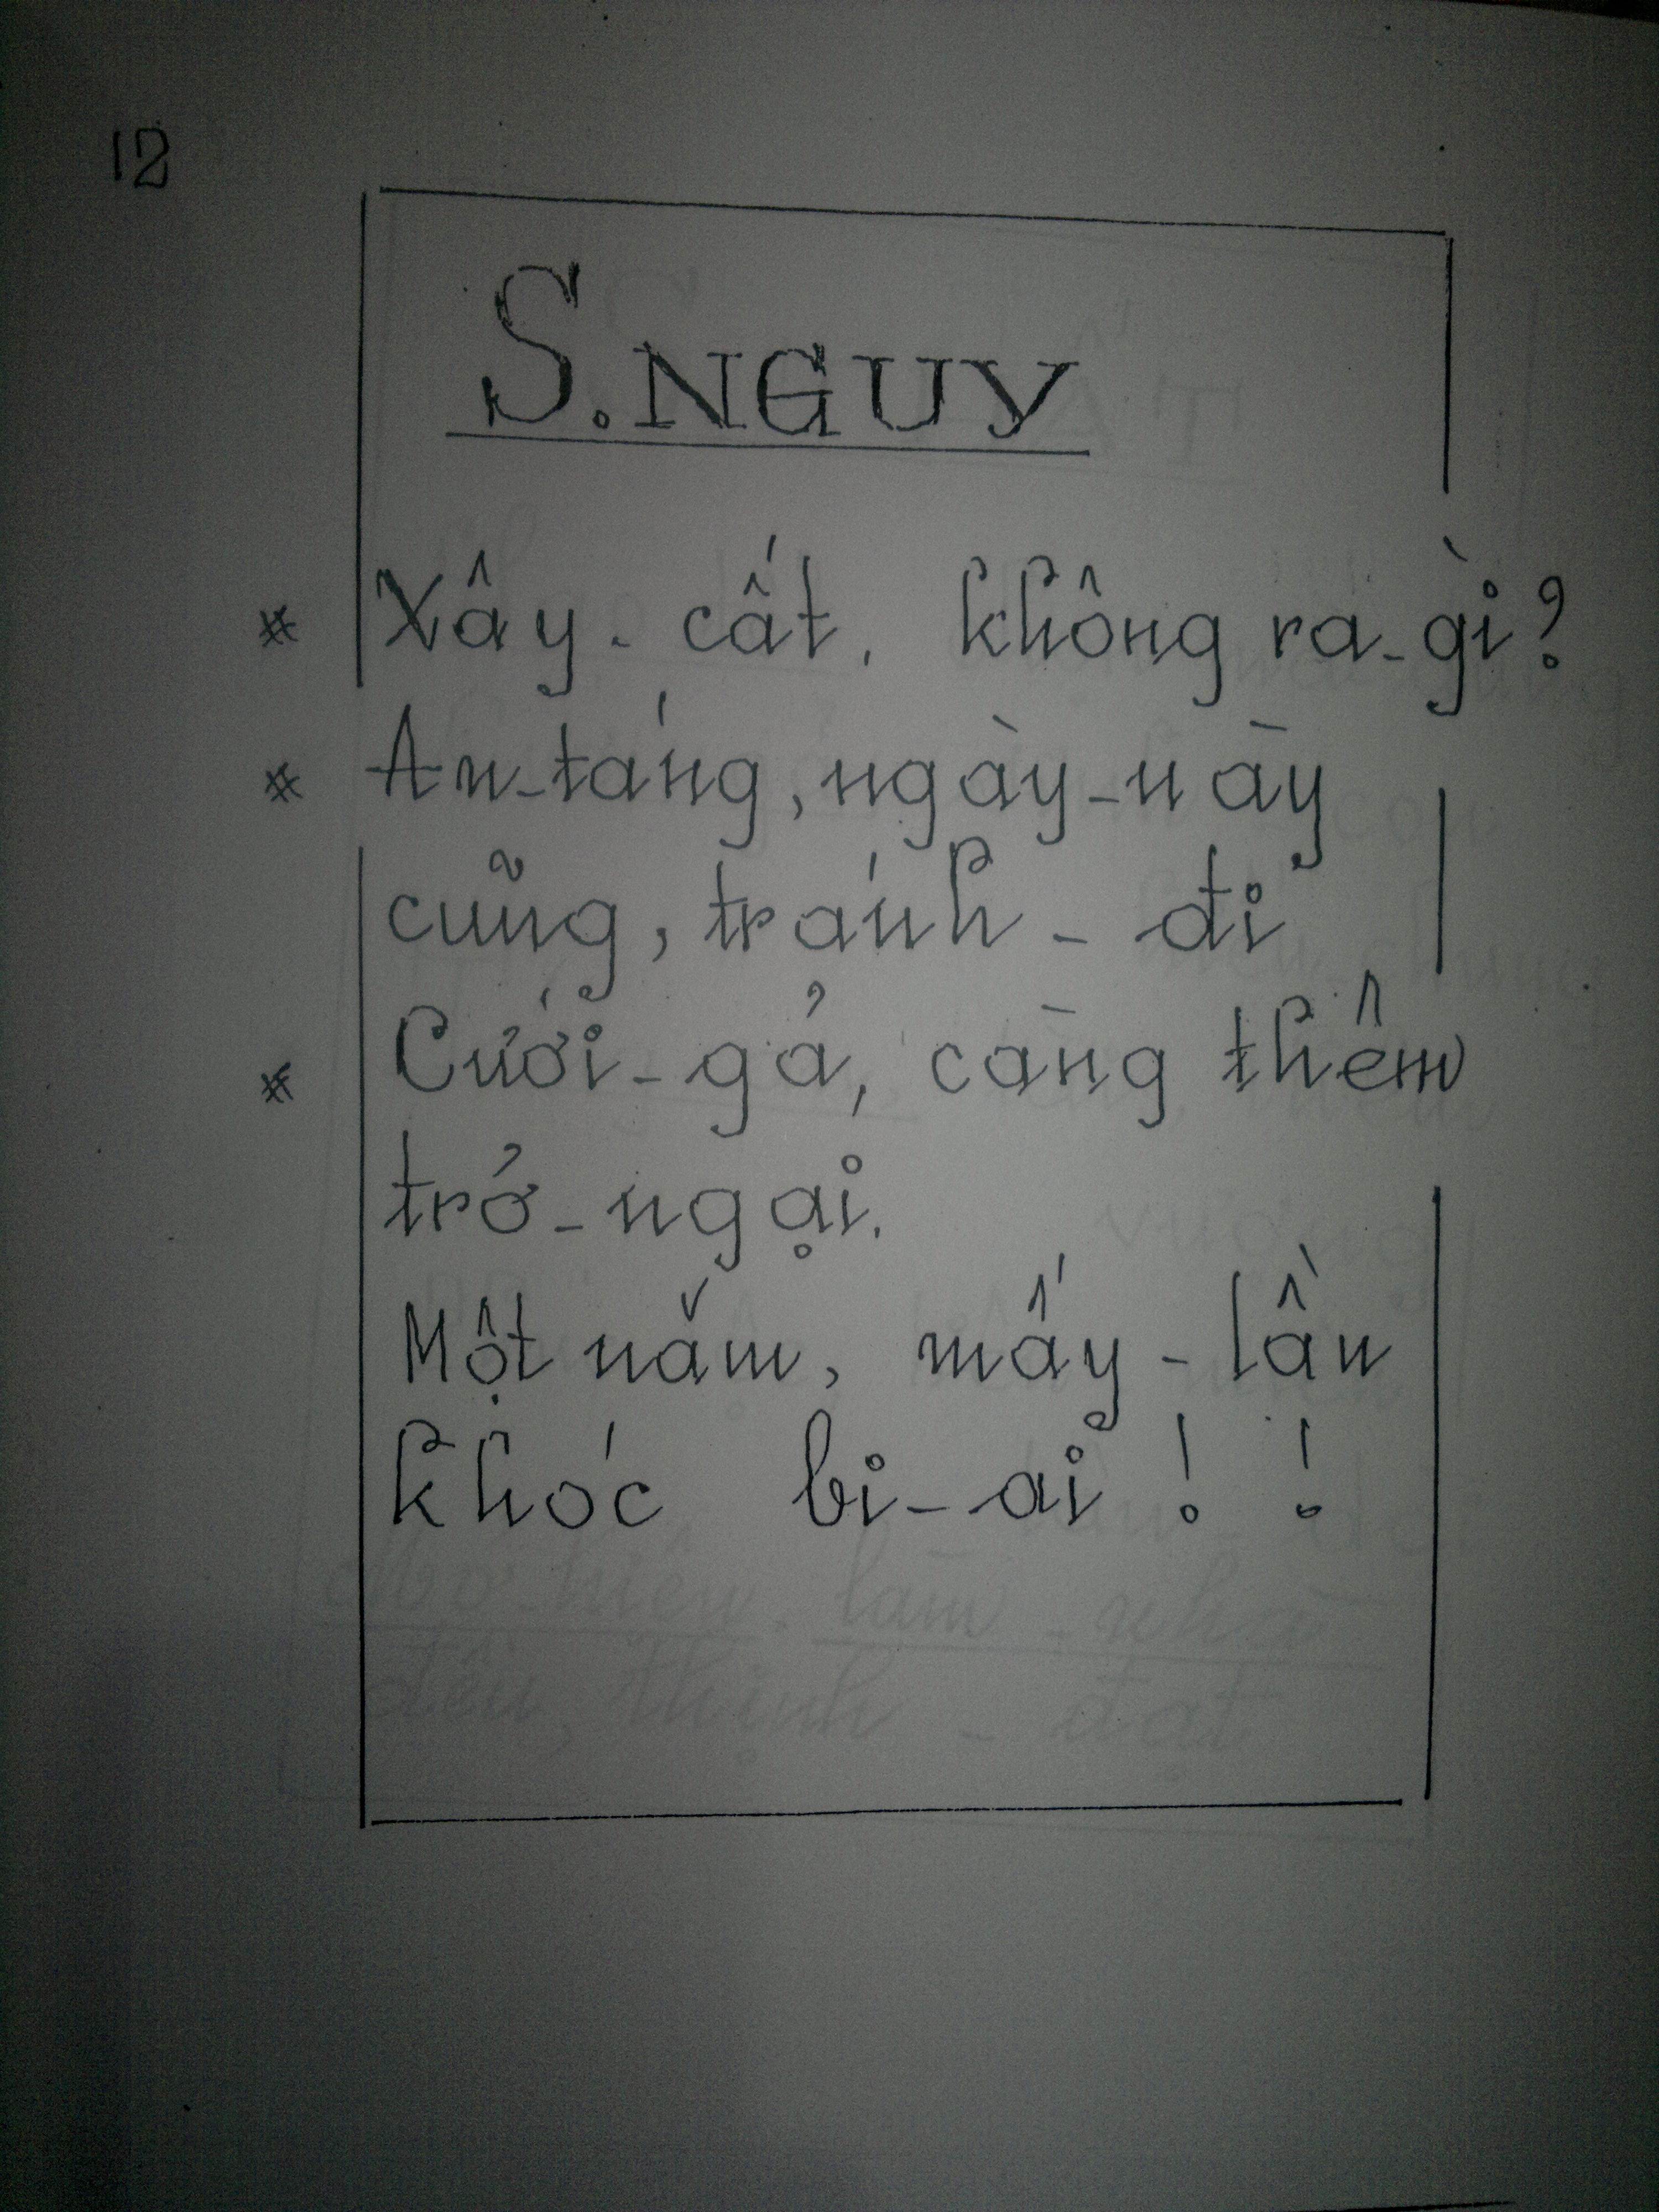 12
S. NGUY
* Xây - cất, không ra - gì?
* An - táng, ngày - này
cũng, tránh - đi
* Cưới - gả, càng thêm
trở - ngại.
Một năm, mấy - lần
khóc bi - ai ! !